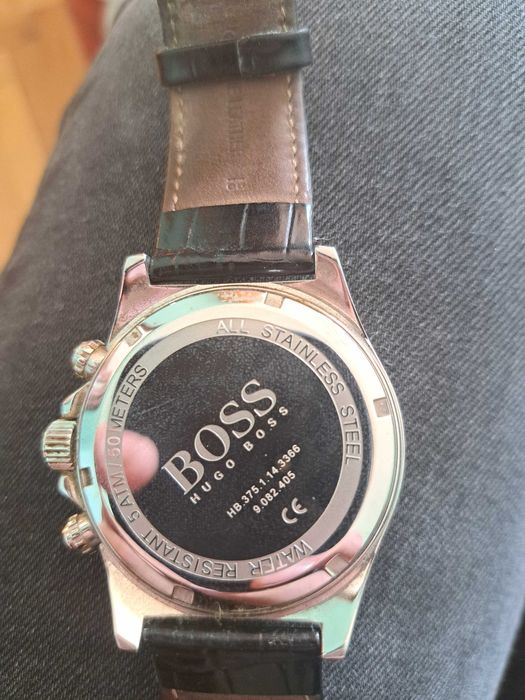 ALL STAINLESS STEEL
BOSS
HUGO BOSS
HB.375.1.14.3366
9.082.405
CE
WATER RESISTANT 5 ATM / 50 METERS